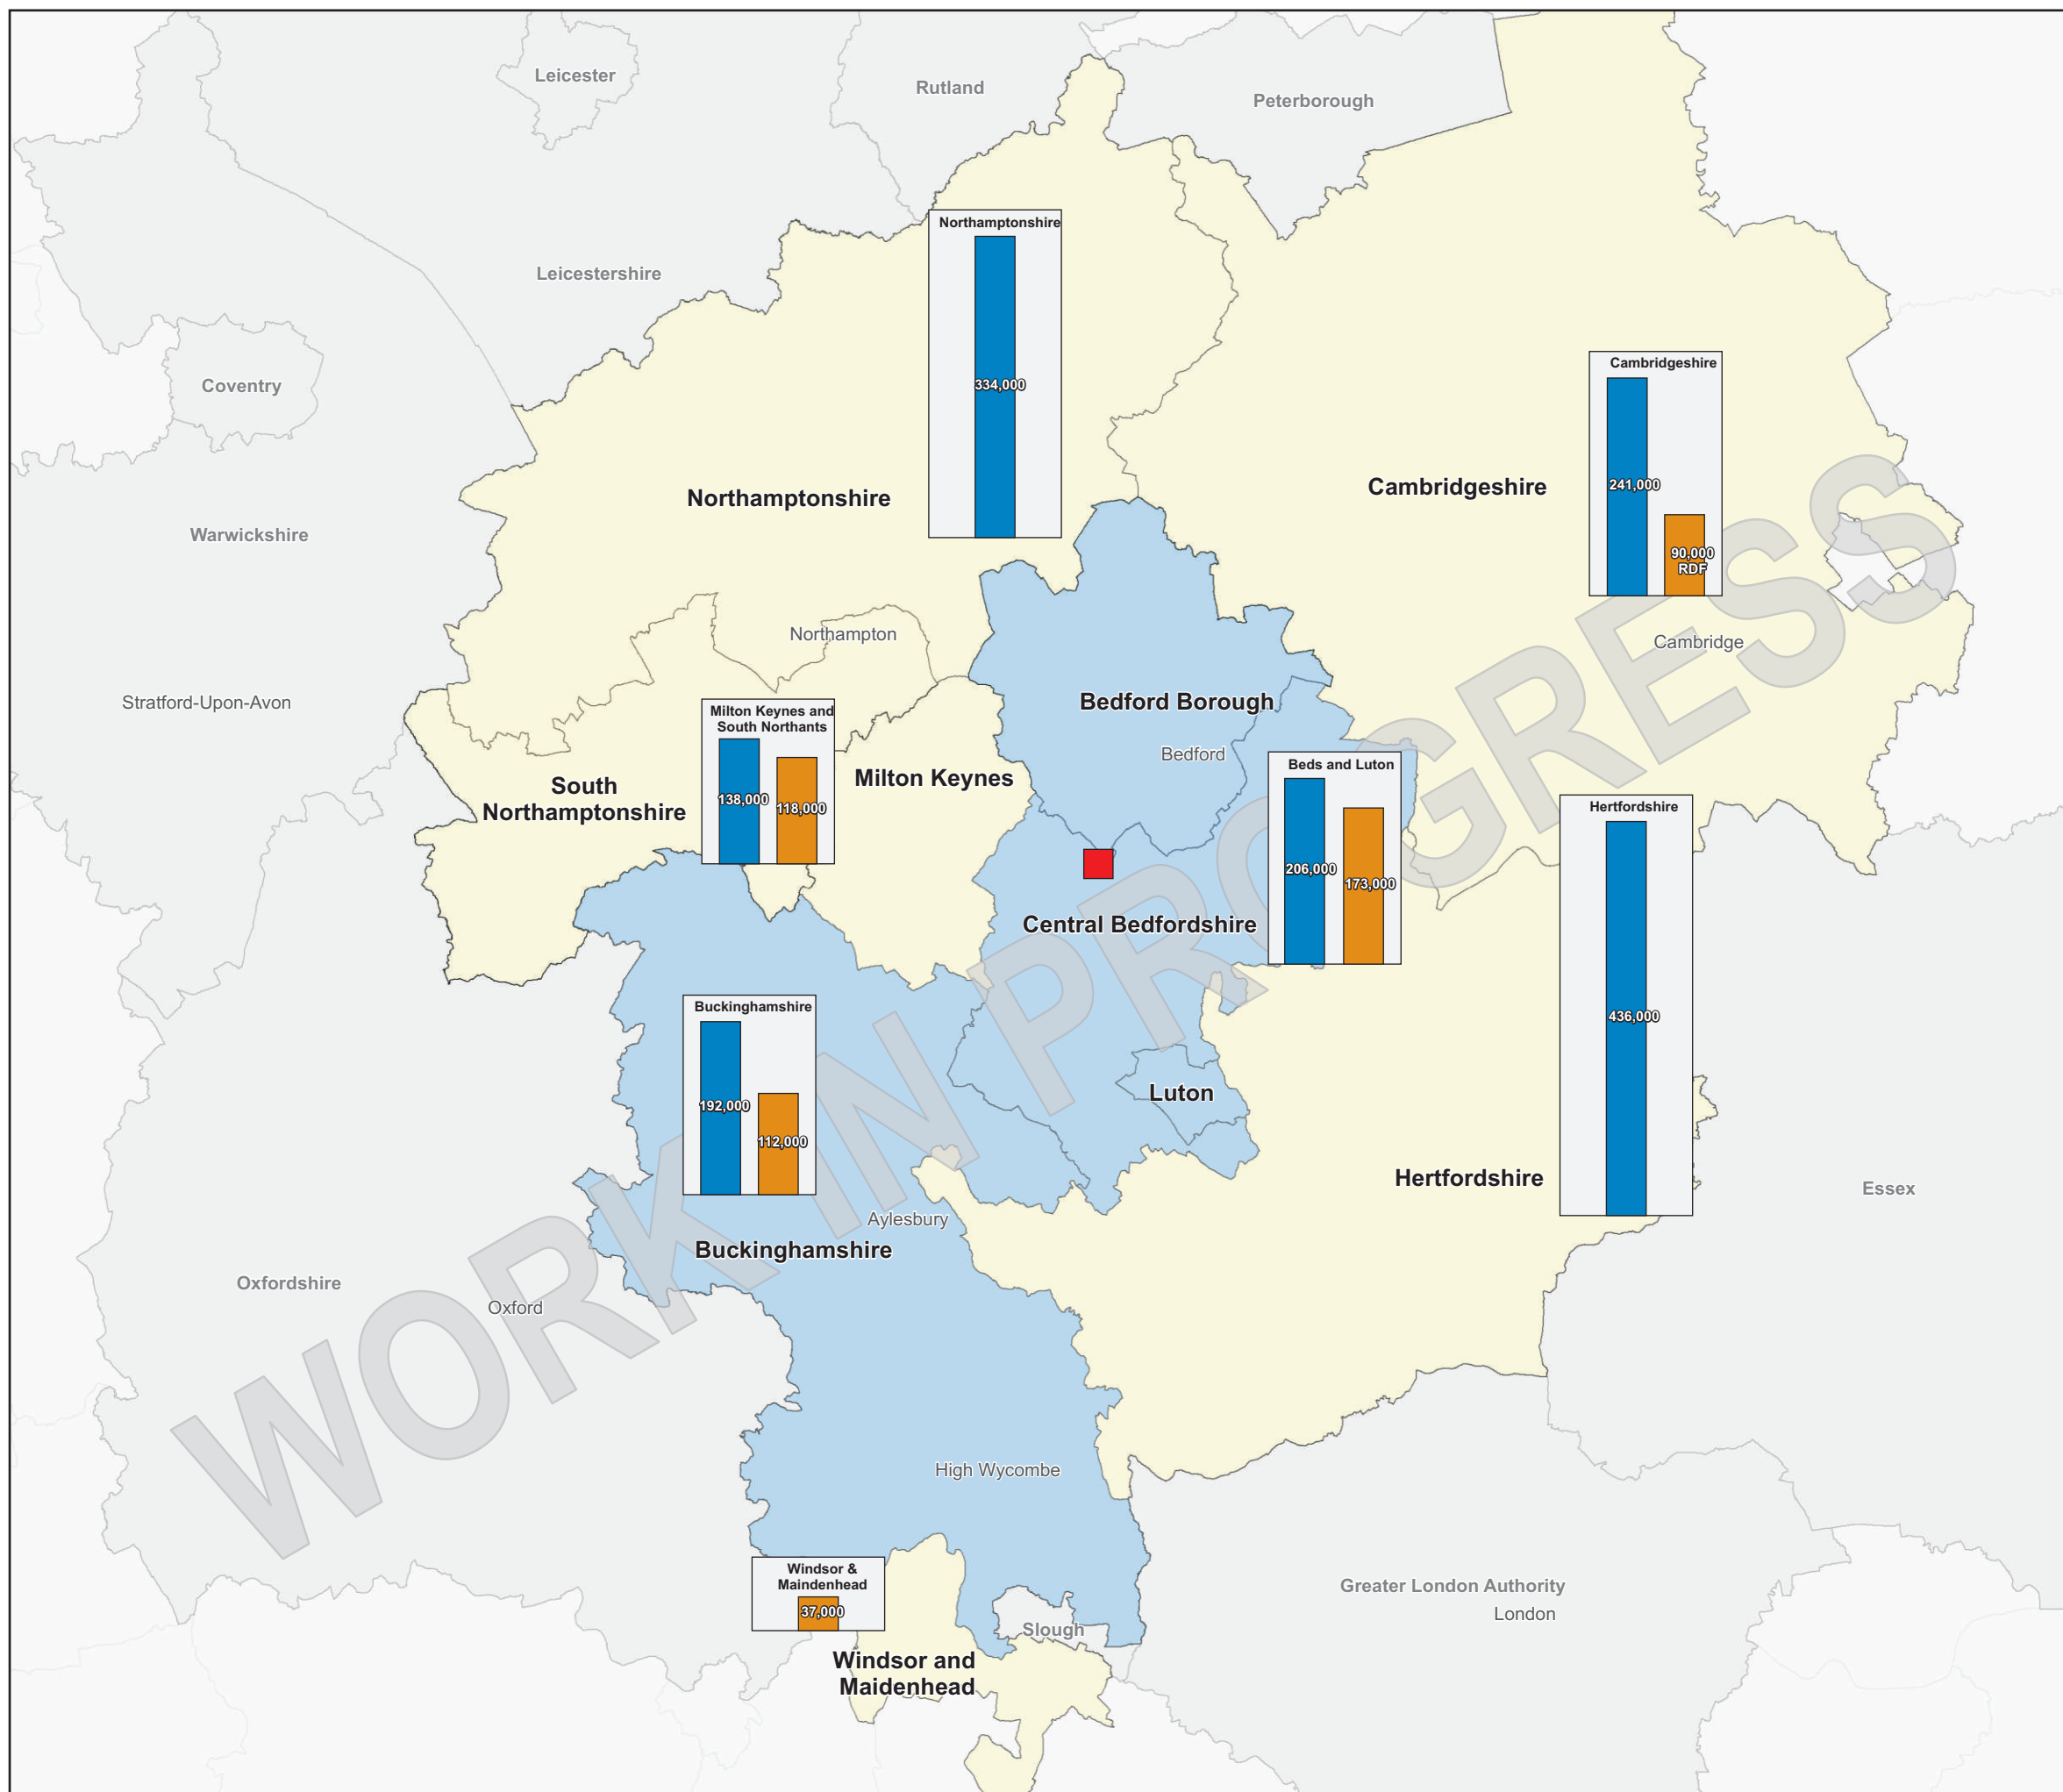 Leicester
Rutland
Peterborough
Northamptonshire
334,000
Leicestershire
Cambridgeshire
241,000
90,000
RDF
Coventry
Northamptonshire
Cambridgeshire
Warwickshire
Northampton
Cambridge
Stratford-Upon-Avon
Milton Keynes and
South Northants
138,000
118,000
Bedford Borough
Bedford
South
Northamptonshire
Milton Keynes
Beds and Luton
206,000
173,000
Hertfordshire
436,000
Central Bedfordshire
Buckinghamshire
192,000
112,000
Luton
Hertfordshire
Essex
Aylesbury
Buckinghamshire
Oxfordshire
Oxford
WORK IN PROGRESS
High Wycombe
Windsor &
Maindenhead
37,000
Greater London Authority
London
Slough
Windsor and
Maidenhead